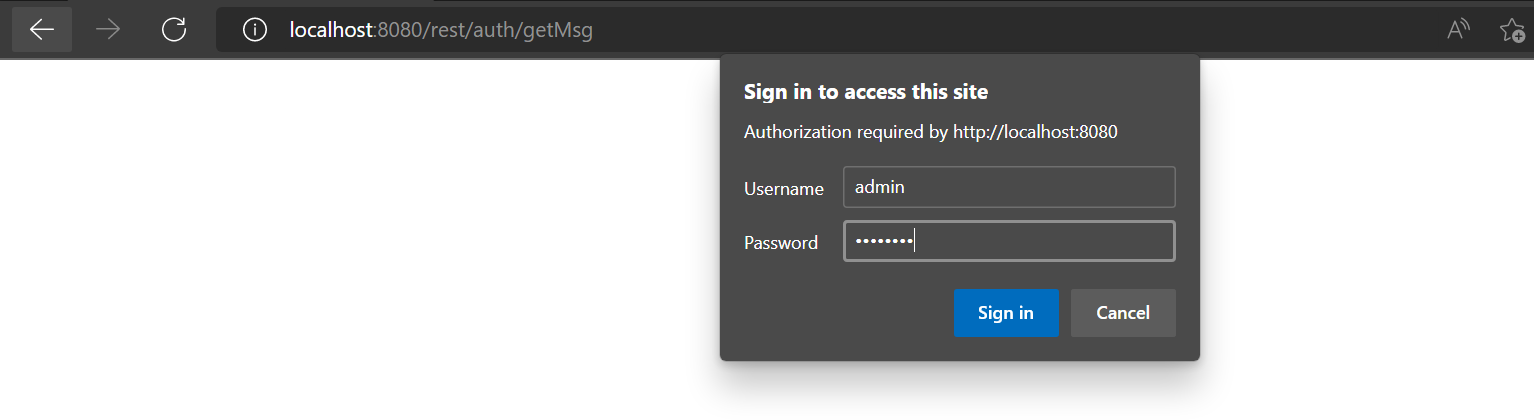 localhost:8080/rest/auth/getMsg
Sign in to access this site
Authorization required by http://localhost:8080
Username admin
Password ••••••••
Sign in Cancel